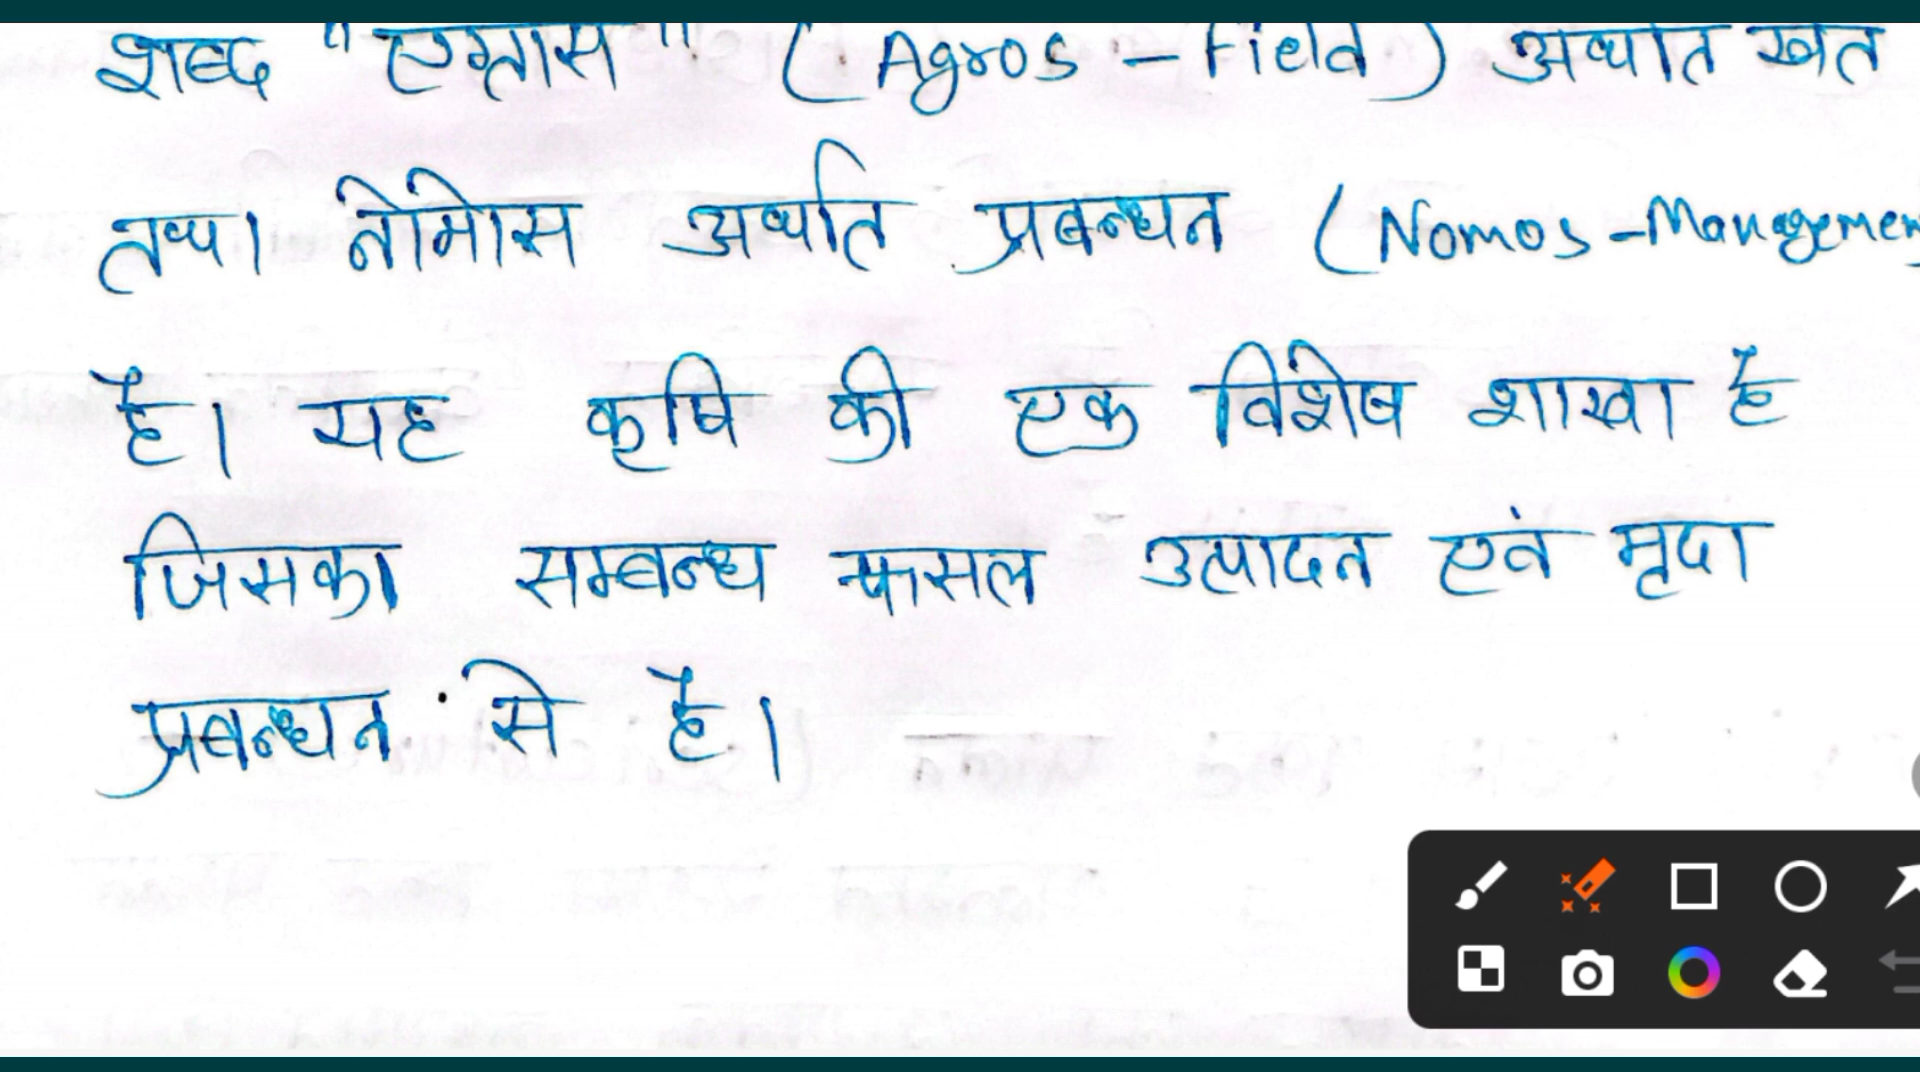 शब्द "एग्रोस" (Agros - Field) अर्थात खेत
तथा नोमोस अर्थात प्रबन्धन (Nomos - Management
है। यह कृषि की एक विशेष शाखा है
जिसका सम्बन्ध फसल उत्पादन एवं मृदा
प्रबन्धन से है।